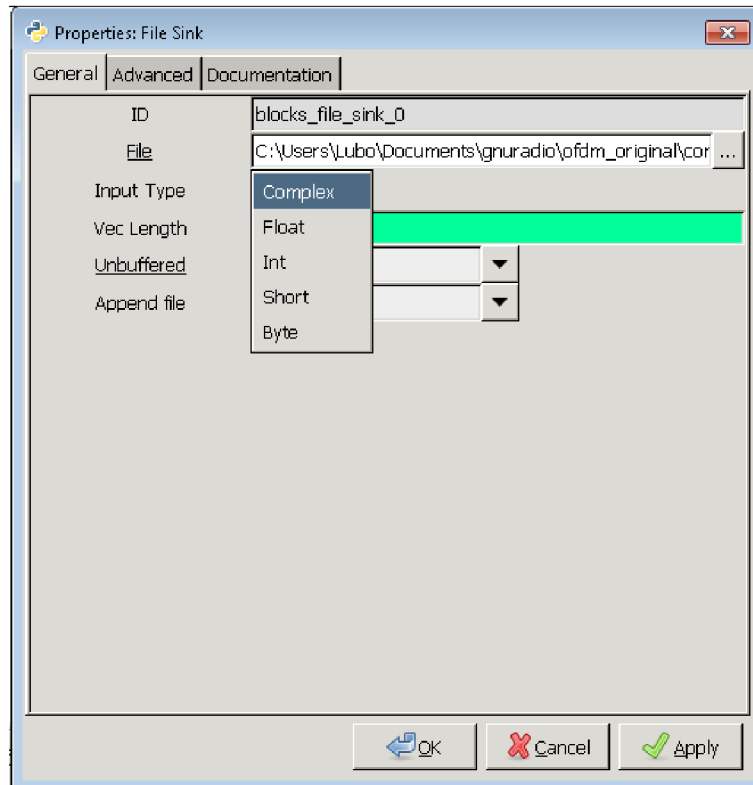 Properties: File Sink
General Advanced Documentation
ID blocks_file_sink_0
File C:\Users\Lubo\Documents\gnuradio\ofdm_original\cor ...
Input Type
Complex
Vec Length
Float
Unbuffered
Int
Append file
Short
Byte
OK Cancel Apply